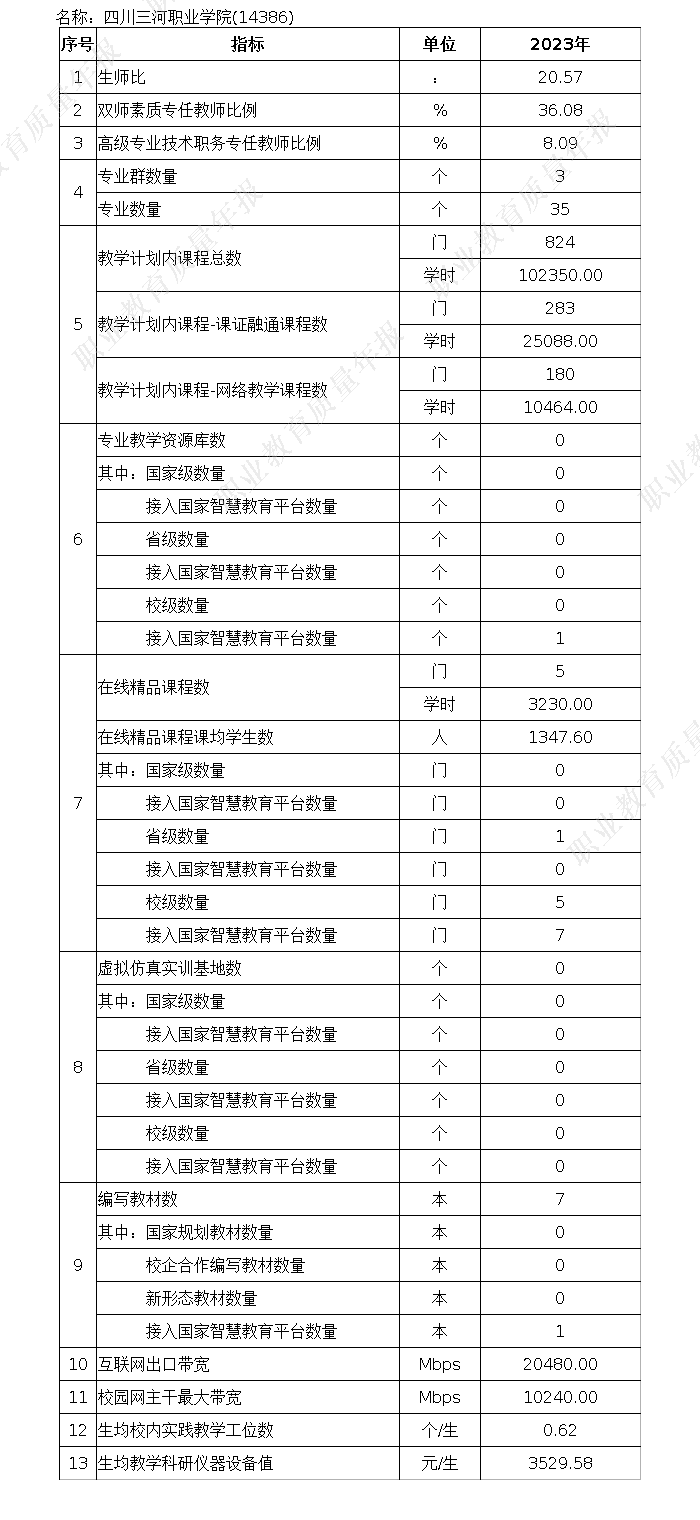 名称：四川三河职业学院(14386)
序号 指标 单位 2023年
1 生师比 ： 20.57
2 双师素质专任教师比例 % 36.08
3 高级专业技术职务专任教师比例 % 8.09
4 专业群数量 个 3
专业数量 个 35
5 教学计划内课程总数 门 824
学时 102350.00
教学计划内课程-课证融通课程数 门 283
学时 25088.00
教学计划内课程-网络教学课程数 门 180
学时 10464.00
6 专业教学资源库数 个 0
其中：国家级数量 个 0
接入国家智慧教育平台数量 个 0
省级数量 个 0
接入国家智慧教育平台数量 个 0
校级数量 个 0
接入国家智慧教育平台数量 个 1
7 在线精品课程数 门 5
学时 3230.00
在线精品课程课均学生数 人 1347.60
其中：国家级数量 门 0
接入国家智慧教育平台数量 门 0
省级数量 门 1
接入国家智慧教育平台数量 门 0
校级数量 门 5
接入国家智慧教育平台数量 门 7
8 虚拟仿真实训基地数 个 0
其中：国家级数量 个 0
接入国家智慧教育平台数量 个 0
省级数量 个 0
接入国家智慧教育平台数量 个 0
校级数量 个 0
接入国家智慧教育平台数量 个 0
9 编写教材数 本 7
其中：国家规划教材数量 本 0
校企合作编写教材数量 本 0
新形态教材数量 本 0
接入国家智慧教育平台数量 本 1
10 互联网出口带宽 Mbps 20480.00
11 校园网主干最大带宽 Mbps 10240.00
12 生均校内实践教学工位数 个/生 0.62
13 生均教学科研仪器设备值 元/生 3529.58
职业教育质量年报
职业教育质量年报
职业教育质量年报